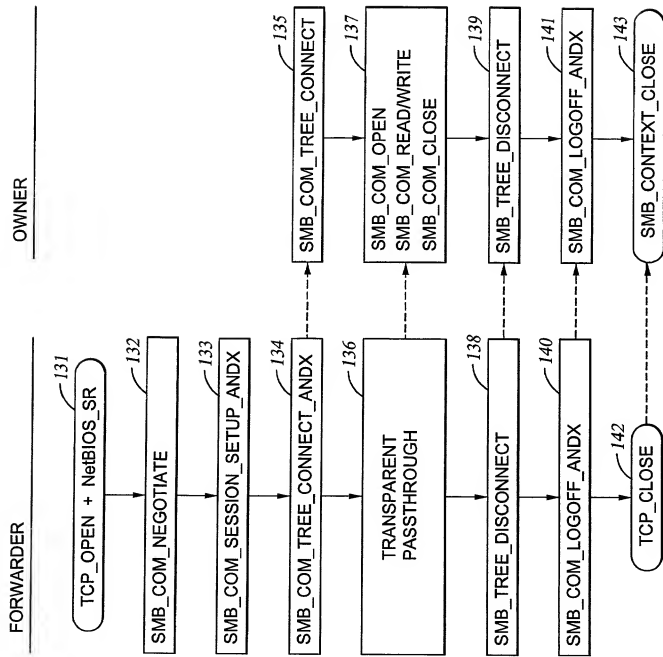 FORWARDER
OWNER
131
TCP_OPEN + NetBIOS_SR
132
SMB_COM_NEGOTIATE
133
SMB_COM_SESSION_SETUP_ANDX
134
SMB_COM_TREE_CONNECT_ANDX
135
SMB_COM_TREE_CONNECT
136
TRANSPARENT
PASSTHROUGH
137
SMB_COM_OPEN
SMB_COM_READ/WRITE
SMB_COM_CLOSE
138
SMB_TREE_DISCONNECT
139
SMB_TREE_DISCONNECT
140
SMB_COM_LOGOFF_ANDX
141
SMB_COM_LOGOFF_ANDX
142
TCP_CLOSE
143
SMB_CONTEXT_CLOSE